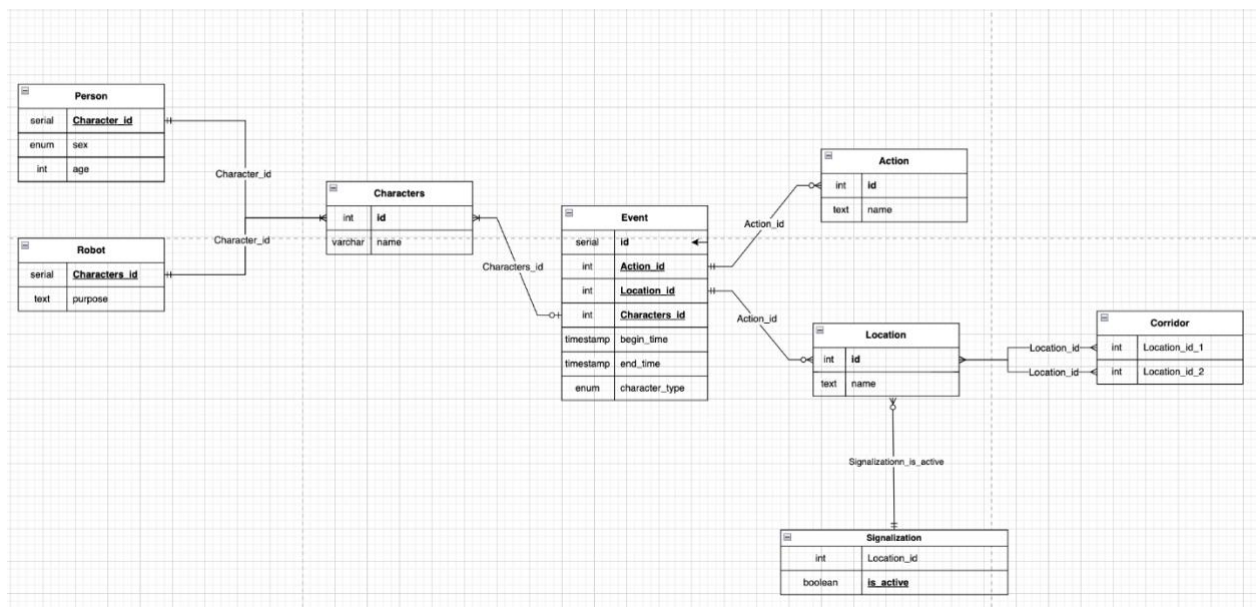 Person
serial Character_id
enum sex
int age
Character_id
Characters
int id
varchar name
Character_id
Robot
serial Characters_id
text purpose
Characters_id
Event
serial id
int Action_id
int Location_id
int Characters_id
timestamp begin_time
timestamp end_time
enum character_type
Action
int id
text name
Action_id
Action_id
Location
int id
text name
Corridor
int Location_id_1
int Location_id_2
Location_id
Location_id
Signalizationn_is_active
Signalization
int Location_id
boolean is_active